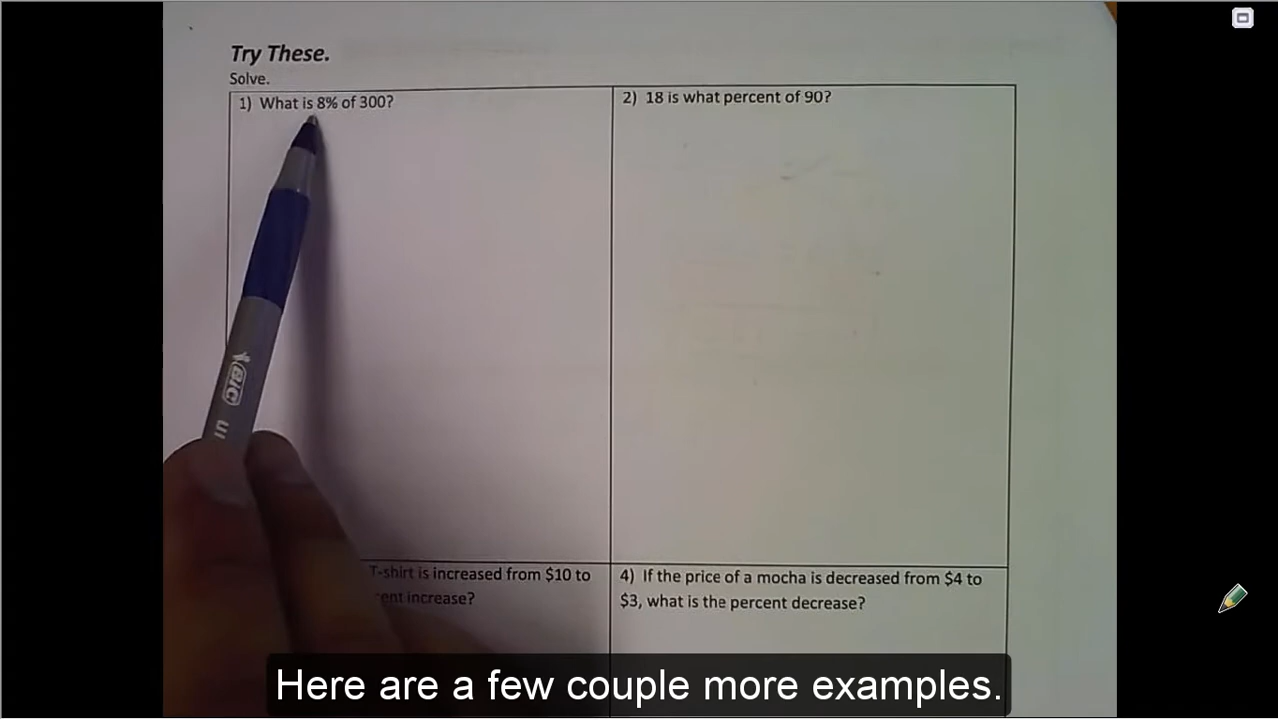 Try These.
Solve.
1) What is 8% of 300?
2) 18 is what percent of 90?
BIC
T-shirt is increased from $10 to
increase?
4) If the price of a mocha is decreased from $4 to
$3, what is the percent decrease?
Here are a few couple more examples.